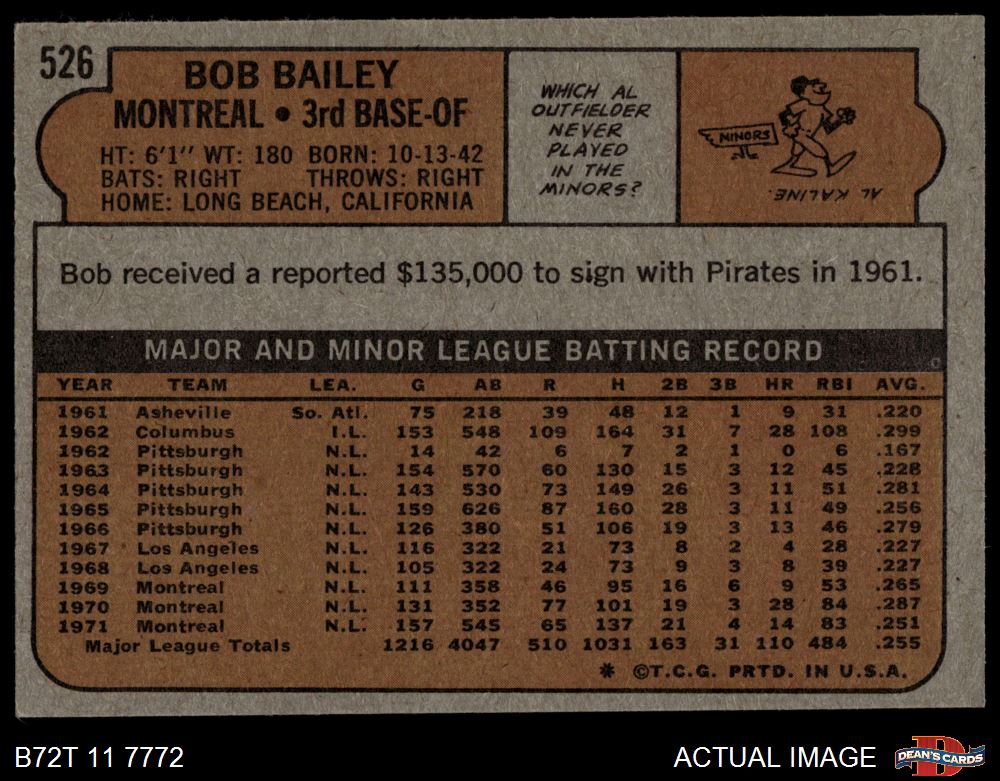 526
BOB BAILEY
MONTREAL • 3rd BASE-OF
HT: 6'1" WT: 180 BORN: 10-13-42
BATS: RIGHT THROWS: RIGHT
HOME: LONG BEACH, CALIFORNIA
WHICH AL
OUTFIELDER
NEVER
PLAYED
IN THE
MINORS?
MINORS
AL KALINE.
Bob received a reported $135,000 to sign with Pirates in 1961.
MAJOR AND MINOR LEAGUE BATTING RECORD
YEAR TEAM LEA. G AB R H 2B 3B HR RBI AVG.
1961 Asheville So. Atl. 75 218 39 48 12 1 9 31 .220
1962 Columbus I.L. 153 548 109 164 31 7 28 108 .299
1962 Pittsburgh N.L. 14 42 6 7 2 1 0 6 .167
1963 Pittsburgh N.L. 154 570 60 130 15 3 12 45 .228
1964 Pittsburgh N.L. 143 530 73 149 26 3 11 51 .281
1965 Pittsburgh N.L. 159 626 87 160 28 3 11 49 .256
1966 Pittsburgh N.L. 126 380 51 106 19 3 13 46 .279
1967 Los Angeles N.L. 116 322 21 73 8 2 4 28 .227
1968 Los Angeles N.L. 105 322 24 73 9 3 8 39 .227
1969 Montreal N.L. 111 358 46 95 16 6 9 53 .265
1970 Montreal N.L. 131 352 77 101 19 3 28 84 .287
1971 Montreal N.L. 157 545 65 137 21 4 14 83 .251
Major League Totals 1216 4047 510 1031 163 31 110 484 .255
* ©T.C.G. PRTD. IN U.S.A.
B72T 11 7772
ACTUAL IMAGE
D
DEAN'S CARDS